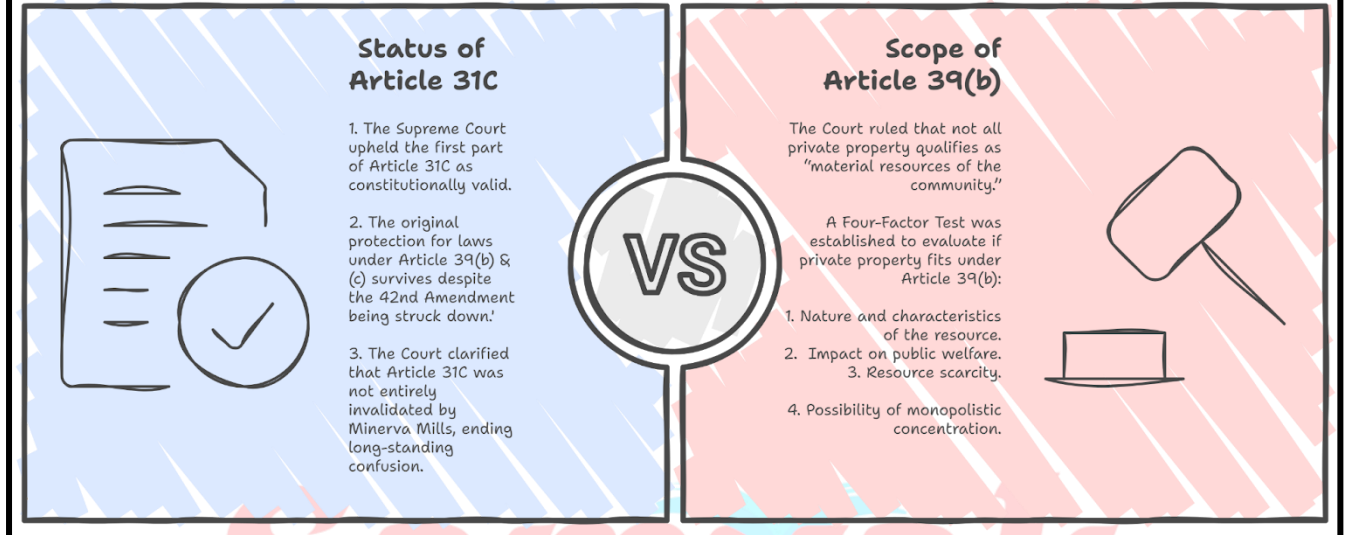 Status of
Article 31C
1. The Supreme Court
upheld the first part
of Article 31C as
constitutionally valid.
2. The original
protection for laws
under Article 39(b) &
(c) survives despite
the 42nd Amendment
being struck down.'
3. The Court clarified
that Article 31C was
not entirely
invalidated by
Minerva Mills, ending
long-standing
confusion.
VS
Scope of
Article 39(b)
The Court ruled that not all
private property qualifies as
"material resources of the
community."
A Four-Factor Test was
established to evaluate if
private property fits under
Article 39(b):
1. Nature and characteristics
of the resource.
2. Impact on public welfare.
3. Resource scarcity.
4. Possibility of monopolistic
concentration.